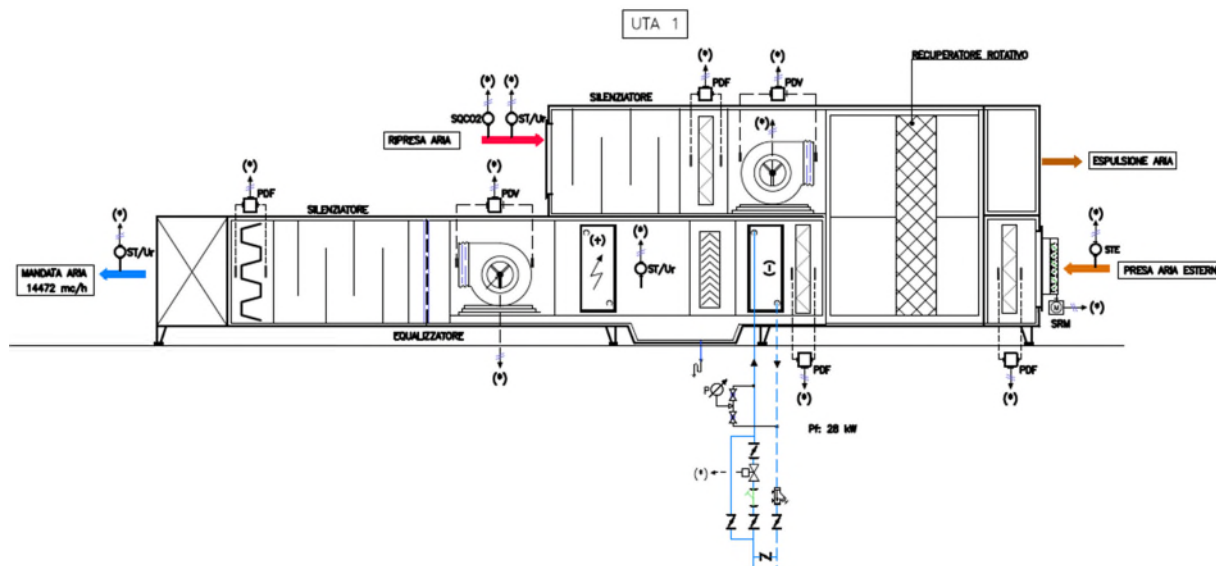 UTA 1
(*)
(*)
PDF
(*)
PDV
RECUPERATORE ROTATIVO
(*)
(*)
SILENZIATORE
SQCO2
ST/Ur
(*)
RIPRESA ARIA
ESPULSIONE ARIA
(*)
PDF
(*)
PDV
SILENZIATORE
(*)
ST/Ur
(+)
(*)
ST/Ur
(-)
(*)
STE
MANDATA ARIA
14472 mc/h
PRESA ARIA ESTERN
M
(*)
SRM
EQUALIZZATORE
(*)
PDF
(*)
PDF
(*)
P
Pf: 28 kW
(*)